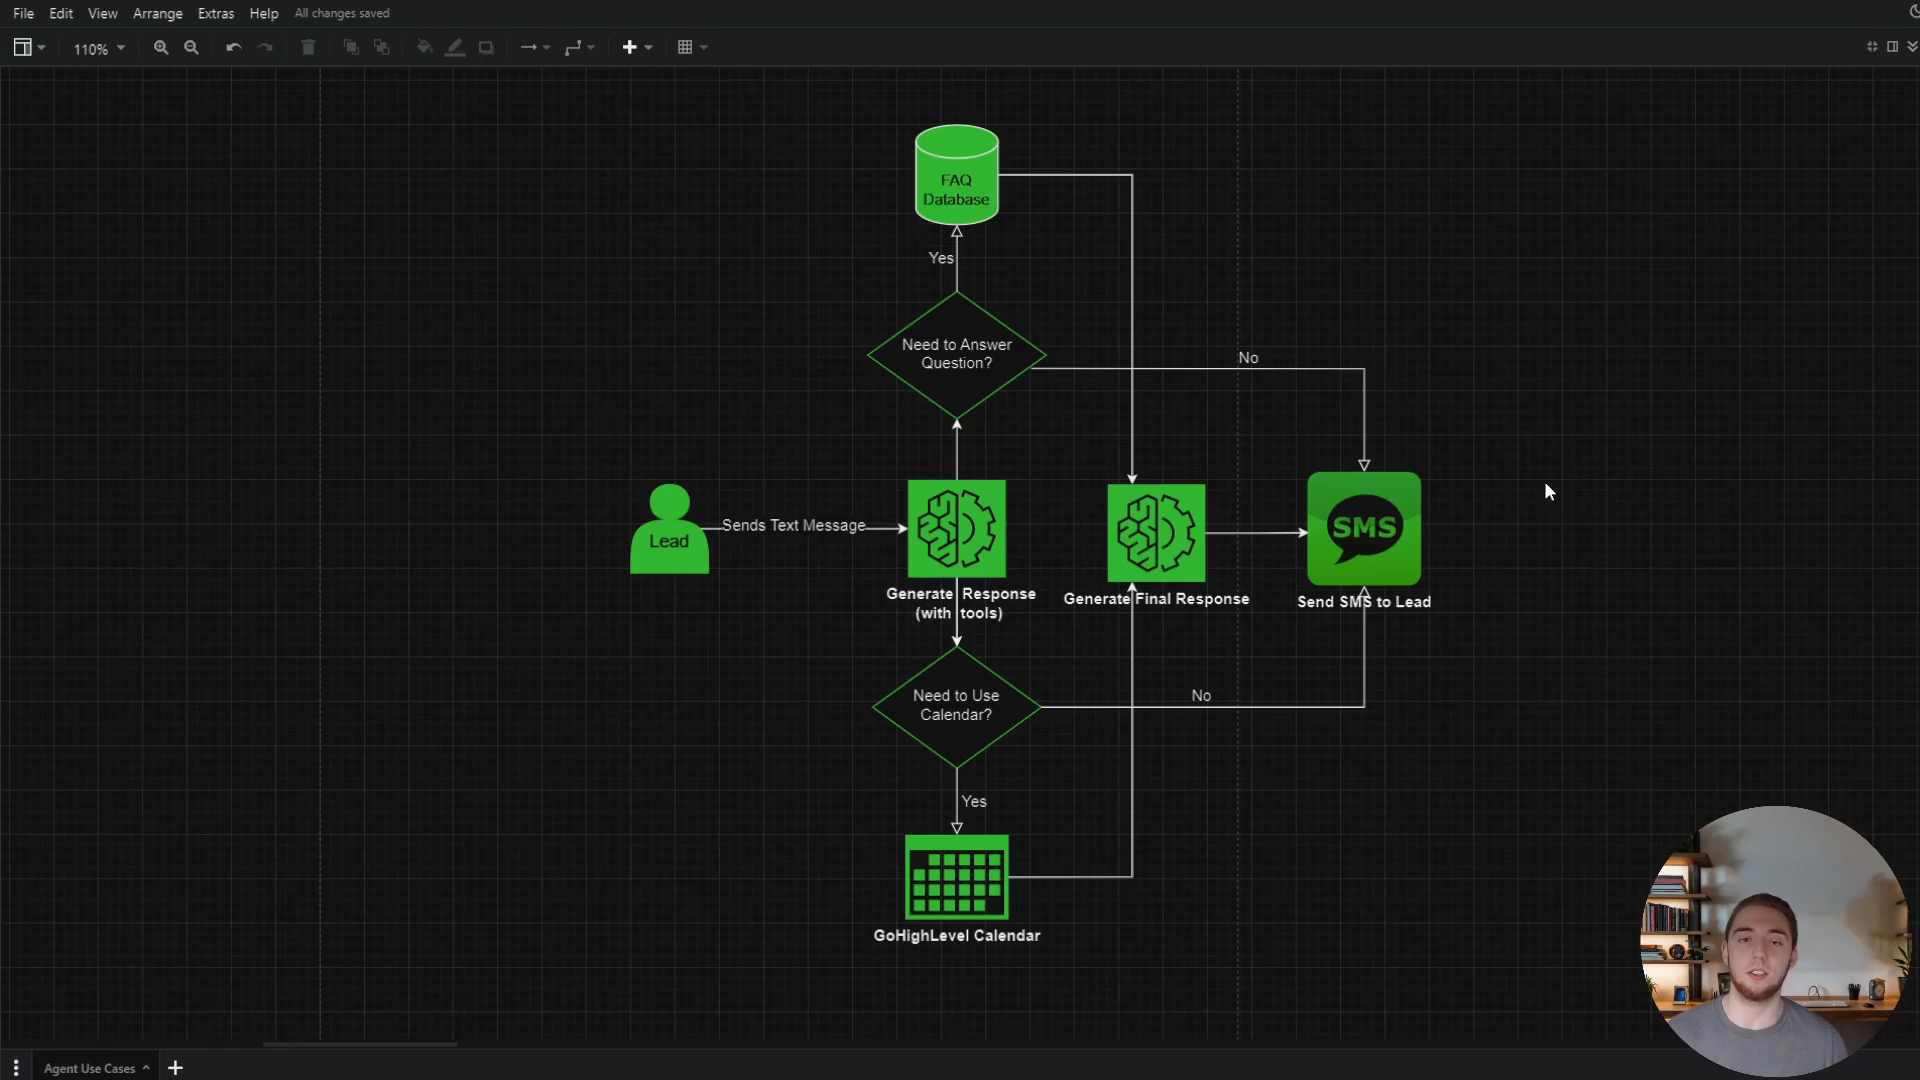 File Edit View Arrange Extras Help All changes saved
110%
FAQ
Database
Yes
Need to Answer
Question?
No
Lead
Sends Text Message
SMS
Generate Response
(with tools)
Generate Final Response
Send SMS to Lead
Need to Use
Calendar?
No
Yes
GoHighLevel Calendar
Agent Use Cases